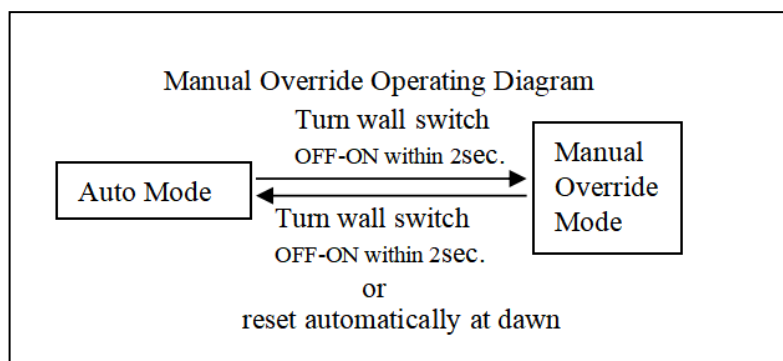 Manual Override Operating Diagram
Turn wall switch
OFF-ON within 2sec.
Auto Mode
Manual
Override
Mode
Turn wall switch
OFF-ON within 2sec.
or
reset automatically at dawn